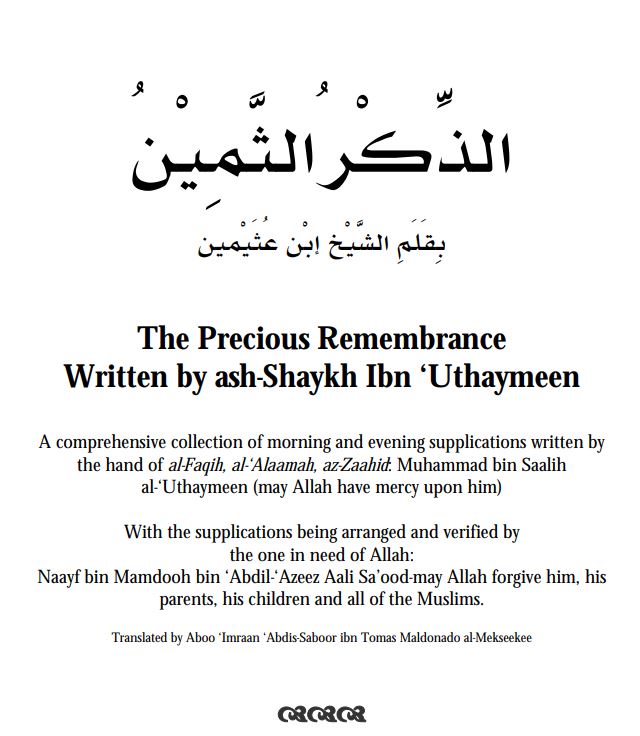 الذِّكْرُ الثَّمِيْنُ
بِقَلَمِ الشَّيْخ إبْن عُثَيْمين
The Precious Remembrance
Written by ash-Shaykh Ibn ‘Uthaymeen
A comprehensive collection of morning and evening supplications written by
the hand of al-Faqih, al-‘Alaamah, az-Zaahid: Muhammad bin Saalih
al-‘Uthaymeen (may Allah have mercy upon him)
With the supplications being arranged and verified by
the one in need of Allah:
Naayf bin Mamdooh bin ‘Abdil-‘Azeez Aali Sa’ood-may Allah forgive him, his
parents, his children and all of the Muslims.
Translated by Aboo ‘Imraan ‘Abdis-Saboor ibn Tomas Maldonado al-Mekseekee